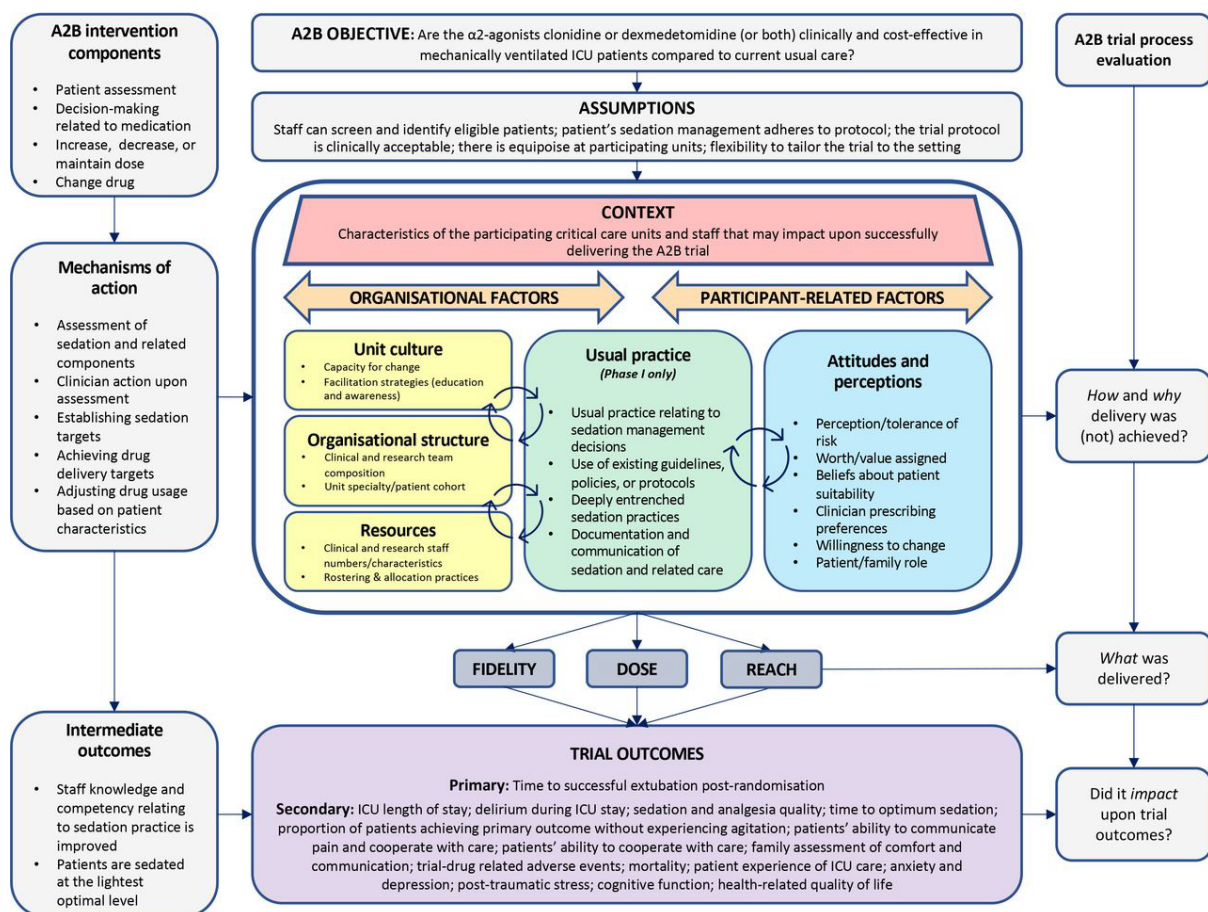 A2B intervention
components
• Patient assessment
• Decision-making
related to medication
• Increase, decrease, or
maintain dose
• Change drug
Mechanisms of
action
• Assessment of
sedation and related
components
• Clinician action upon
assessment
• Establishing sedation
targets
• Achieving drug
delivery targets
• Adjusting drug usage
based on patient
characteristics
Intermediate
outcomes
• Staff knowledge and
competency relating
to sedation practice is
improved
• Patients are sedated
at the lightest
optimal level
A2B OBJECTIVE: Are the α2-agonists clonidine or dexmedetomidine (or both) clinically and cost-effective in
mechanically ventilated ICU patients compared to current usual care?
ASSUMPTIONS
Staff can screen and identify eligible patients; patient's sedation management adheres to protocol; the trial protocol
is clinically acceptable; there is equipoise at participating units; flexibility to tailor the trial to the setting
CONTEXT
Characteristics of the participating critical care units and staff that may impact upon successfully
delivering the A2B trial
ORGANISATIONAL FACTORS
PARTICIPANT-RELATED FACTORS
Unit culture
• Capacity for change
• Facilitation strategies (education
and awareness)
Organisational structure
• Clinical and research team
composition
• Unit specialty/patient cohort
Resources
• Clinical and research staff
numbers/characteristics
• Rostering & allocation practices
Usual practice
(Phase I only)
• Usual practice relating to
sedation management
decisions
• Use of existing guidelines,
policies, or protocols
• Deeply entrenched
sedation practices
• Documentation and
communication of
sedation and related care
Attitudes and
perceptions
• Perception/tolerance of
risk
• Worth/value assigned
• Beliefs about patient
suitability
• Clinician prescribing
preferences
• Willingness to change
• Patient/family role
FIDELITY
DOSE
REACH
TRIAL OUTCOMES
Primary: Time to successful extubation post-randomisation
Secondary: ICU length of stay; delirium during ICU stay; sedation and analgesia quality; time to optimum sedation;
proportion of patients achieving primary outcome without experiencing agitation; patients' ability to communicate
pain and cooperate with care; patients' ability to cooperate with care; family assessment of comfort and
communication; trial-drug related adverse events; mortality; patient experience of ICU care; anxiety and
depression; post-traumatic stress; cognitive function; health-related quality of life
A2B trial process
evaluation
How and why
delivery was
(not) achieved?
What was
delivered?
Did it impact
upon trial
outcomes?